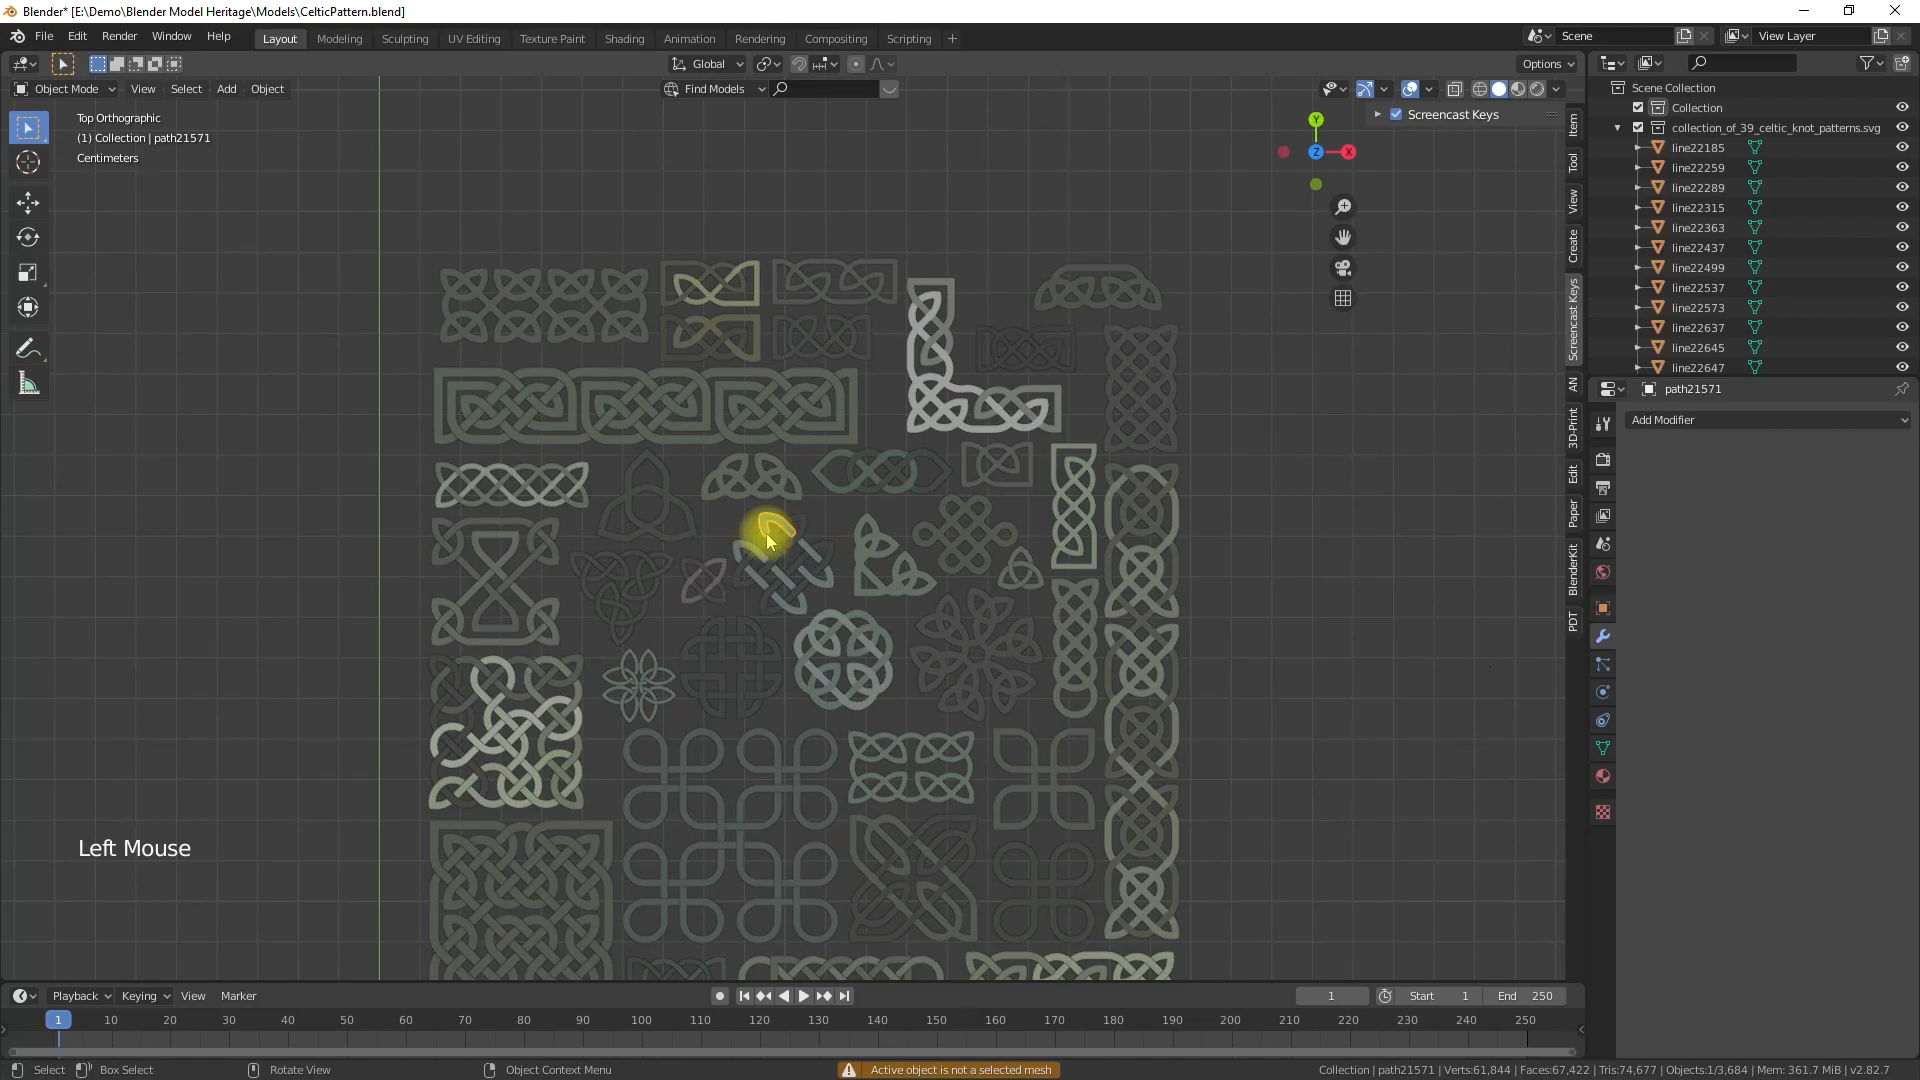 Blender* [E:\Demo\Blender Model Heritage\Models\CelticPattern.blend]
File Edit Render Window Help
Layout Modeling Sculpting UV Editing Texture Paint Shading Animation Rendering Compositing Scripting +
Scene
View Layer
Global
Options
Object Mode View Select Add Object
Find Models
Top Orthographic
(1) Collection | path21571
Centimeters
Screencast Keys
Y
Z
X
Item
Tool
View
Create
Screencast Keys
AN
3D-Print
Edit
Paper
BlenderKit
PDT
Scene Collection
Collection
collection_of_39_celtic_knot_patterns.svg
line22185
line22259
line22289
line22315
line22363
line22437
line22499
line22537
line22573
line22637
line22645
line22647
path21571
Add Modifier
Left Mouse
Playback Keying View Marker
1
Start 1
End 250
1 10 20 30 40 50 60 70 80 90 100 110 120 130 140 150 160 170 180 190 200 210 220 230 240 250
Select Box Select Rotate View Object Context Menu
Active object is not a selected mesh
Collection | path21571 | Verts:61,844 | Faces:67,422 | Tris:74,677 | Objects:1/3,684 | Mem: 361.7 MiB | v2.82.7